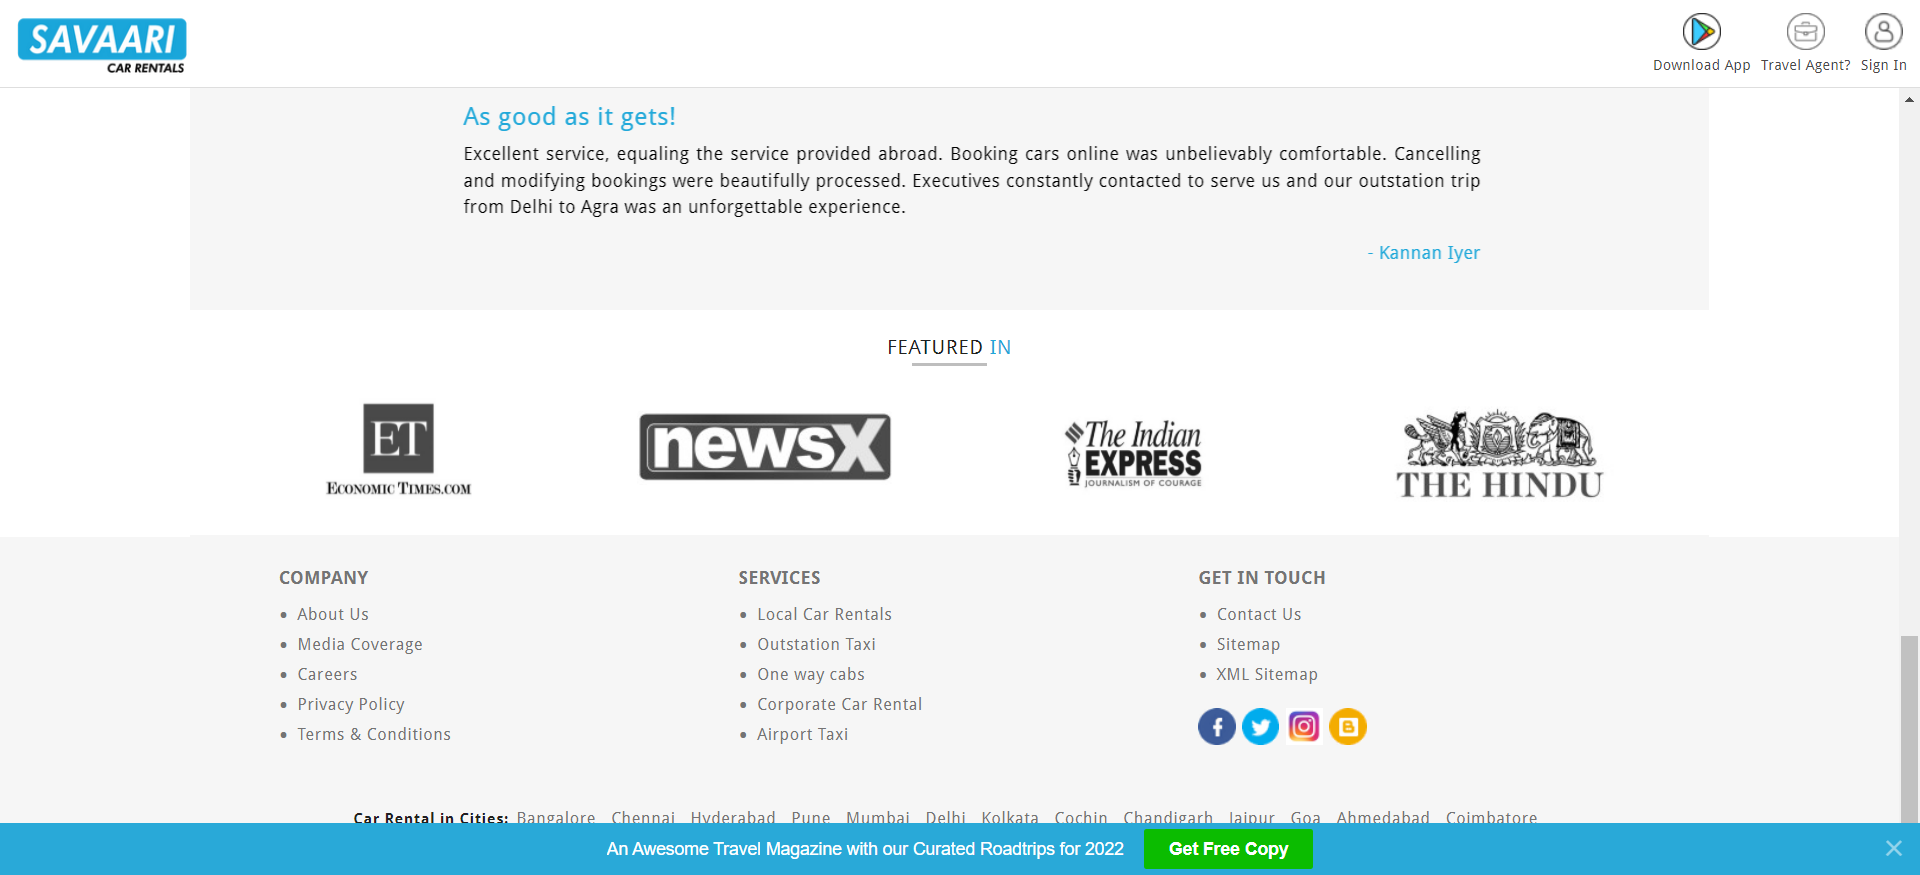 SAVAARI
CAR RENTALS
Download App
Travel Agent?
Sign In
As good as it gets!
Excellent service, equaling the service provided abroad. Booking cars online was unbelievably comfortable. Cancelling
and modifying bookings were beautifully processed. Executives constantly contacted to serve us and our outstation trip
from Delhi to Agra was an unforgettable experience.
- Kannan Iyer
FEATURED IN
ET
ECONOMIC TIMES.COM
newsX
The Indian
EXPRESS
JOURNALISM OF COURAGE
THE HINDU
COMPANY
About Us
Media Coverage
Careers
Privacy Policy
Terms & Conditions
SERVICES
Local Car Rentals
Outstation Taxi
One way cabs
Corporate Car Rental
Airport Taxi
GET IN TOUCH
Contact Us
Sitemap
XML Sitemap
Car Rental in Cities: Bangalore Chennai Hyderabad Pune Mumbai Delhi Kolkata Cochin Chandigarh Jaipur Goa Ahmedabad Coimbatore
An Awesome Travel Magazine with our Curated Roadtrips for 2022
Get Free Copy